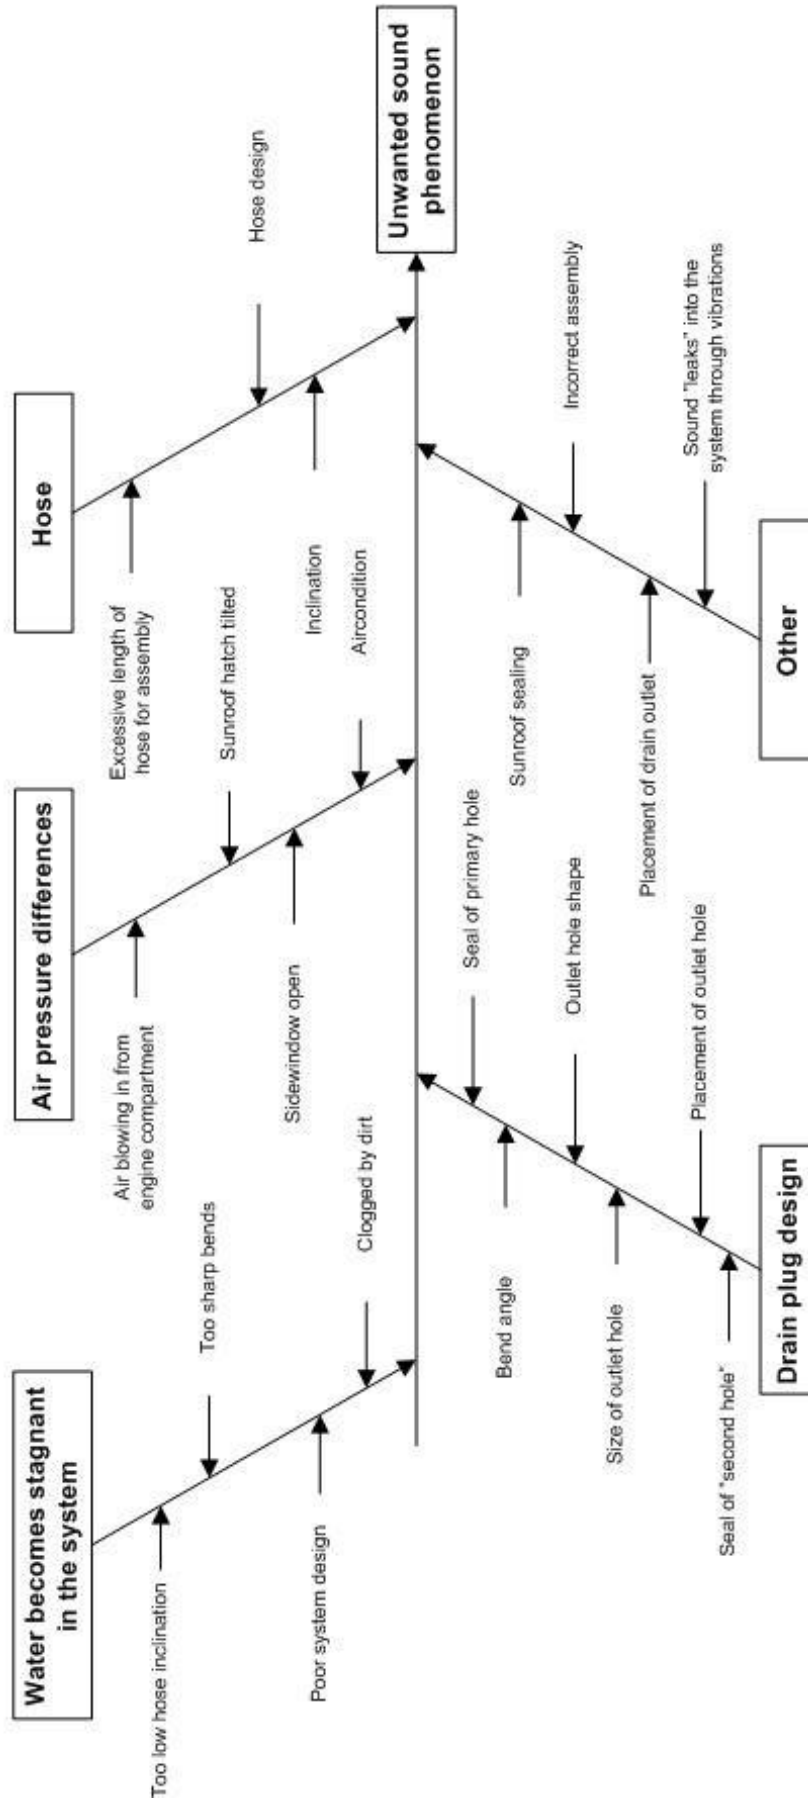 Water becomes stagnant
in the system
Too low hose inclination
Too sharp bends
Poor system design
Clogged by dirt
Air pressure differences
Air blowing in from
engine compartment
Sunroof hatch tilted
Sidewindow open
Aircondition
Hose
Excessive length of
hose for assembly
Hose design
Inclination
Unwanted sound
phenomenon
Drain plug design
Seal of primary hole
Bend angle
Outlet hole shape
Size of outlet hole
Placement of outlet hole
Seal of "second hole"
Other
Sunroof sealing
Incorrect assembly
Placement of drain outlet
Sound "leaks" into the
system through vibrations